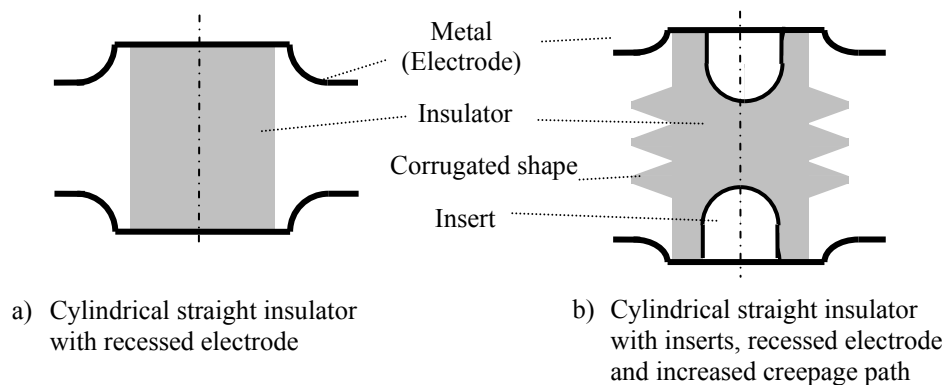 Metal
(Electrode)
Insulator
Corrugated shape
Insert
a) Cylindrical straight insulator
with recessed electrode
b) Cylindrical straight insulator
with inserts, recessed electrode
and increased creepage path